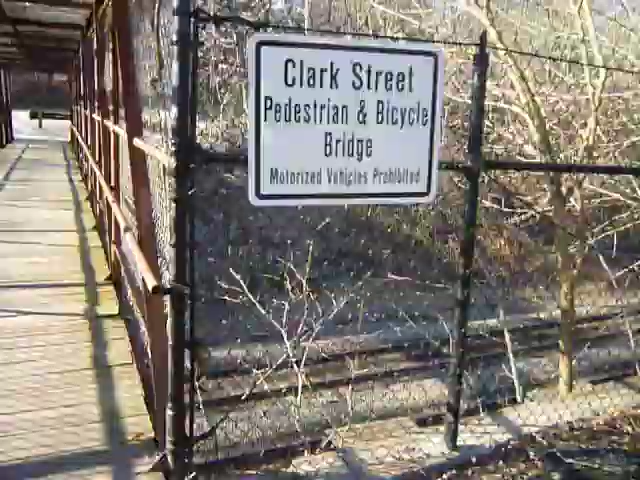 Clark Street
Pedestrian & Bicycle
Bridge
Motorized Vehicles Prohibited